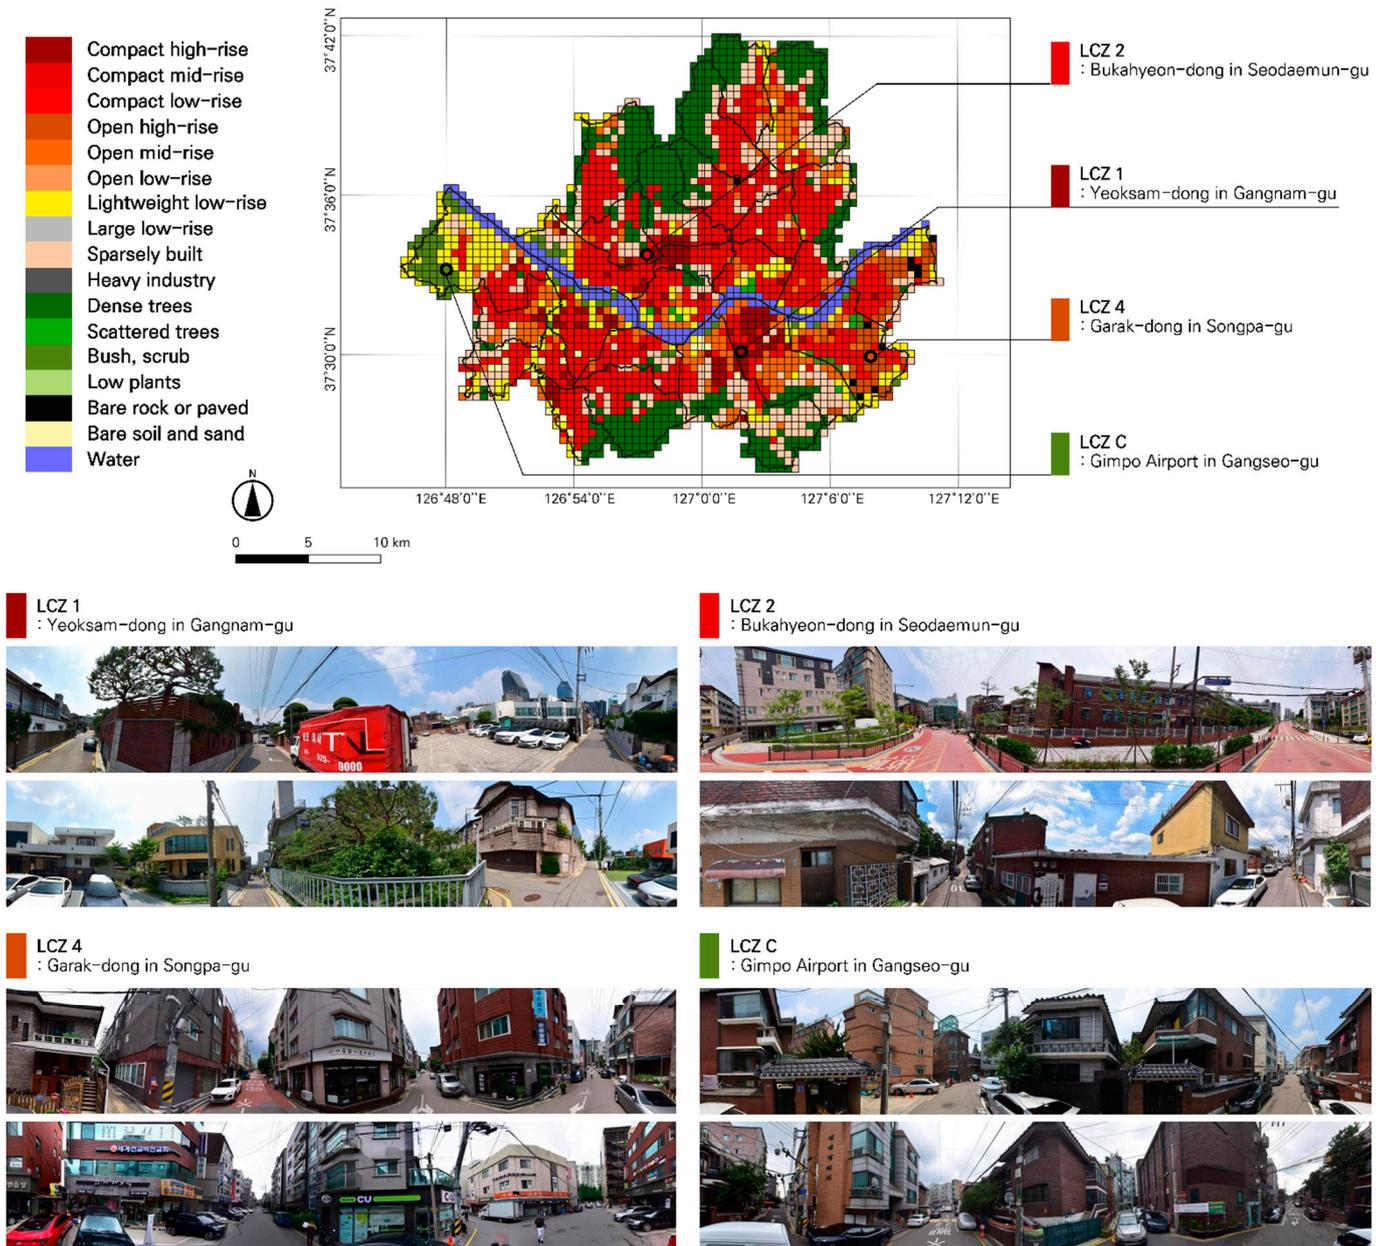 Compact high-rise
Compact mid-rise
Compact low-rise
Open high-rise
Open mid-rise
Open low-rise
Lightweight low-rise
Large low-rise
Sparsely built
Heavy industry
Dense trees
Scattered trees
Bush, scrub
Low plants
Bare rock or paved
Bare soil and sand
Water
N
0 5 10 km
37°42'0''N
37°36'0''N
37°30'0''N
126°48'0''E 126°54'0''E 127°0'0''E 127°6'0''E 127°12'0''E
LCZ 2
: Bukahyeon-dong in Seodaemun-gu
LCZ 1
: Yeoksam-dong in Gangnam-gu
LCZ 4
: Garak-dong in Songpa-gu
LCZ C
: Gimpo Airport in Gangseo-gu
LCZ 1
: Yeoksam-dong in Gangnam-gu
9000
LCZ 2
: Bukahyeon-dong in Seodaemun-gu
LCZ 4
: Garak-dong in Songpa-gu
CU
LCZ C
: Gimpo Airport in Gangseo-gu